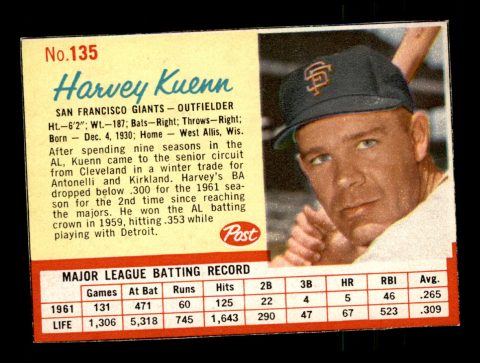 No. 135
Harvey Kuenn
SAN FRANCISCO GIANTS — OUTFIELDER
Ht.—6'2"; Wt.—187; Bats—Right; Throws—Right;
Born — Dec. 4, 1930; Home — West Allis, Wis.
After spending nine seasons in the
AL, Kuenn came to the senior circuit
from Cleveland in a winter trade for
Antonelli and Kirkland. Harvey's BA
dropped below .300 for the 1961 sea-
son for the 2nd time since reaching
the majors. He won the AL batting
crown in 1959, hitting .353 while
playing with Detroit.
Post
SF
MAJOR LEAGUE BATTING RECORD
Games At Bat Runs Hits 2B 3B HR RBI Avg.
1961 131 471 60 125 22 4 5 46 .265
LIFE 1,306 5,318 745 1,643 290 47 67 523 .309